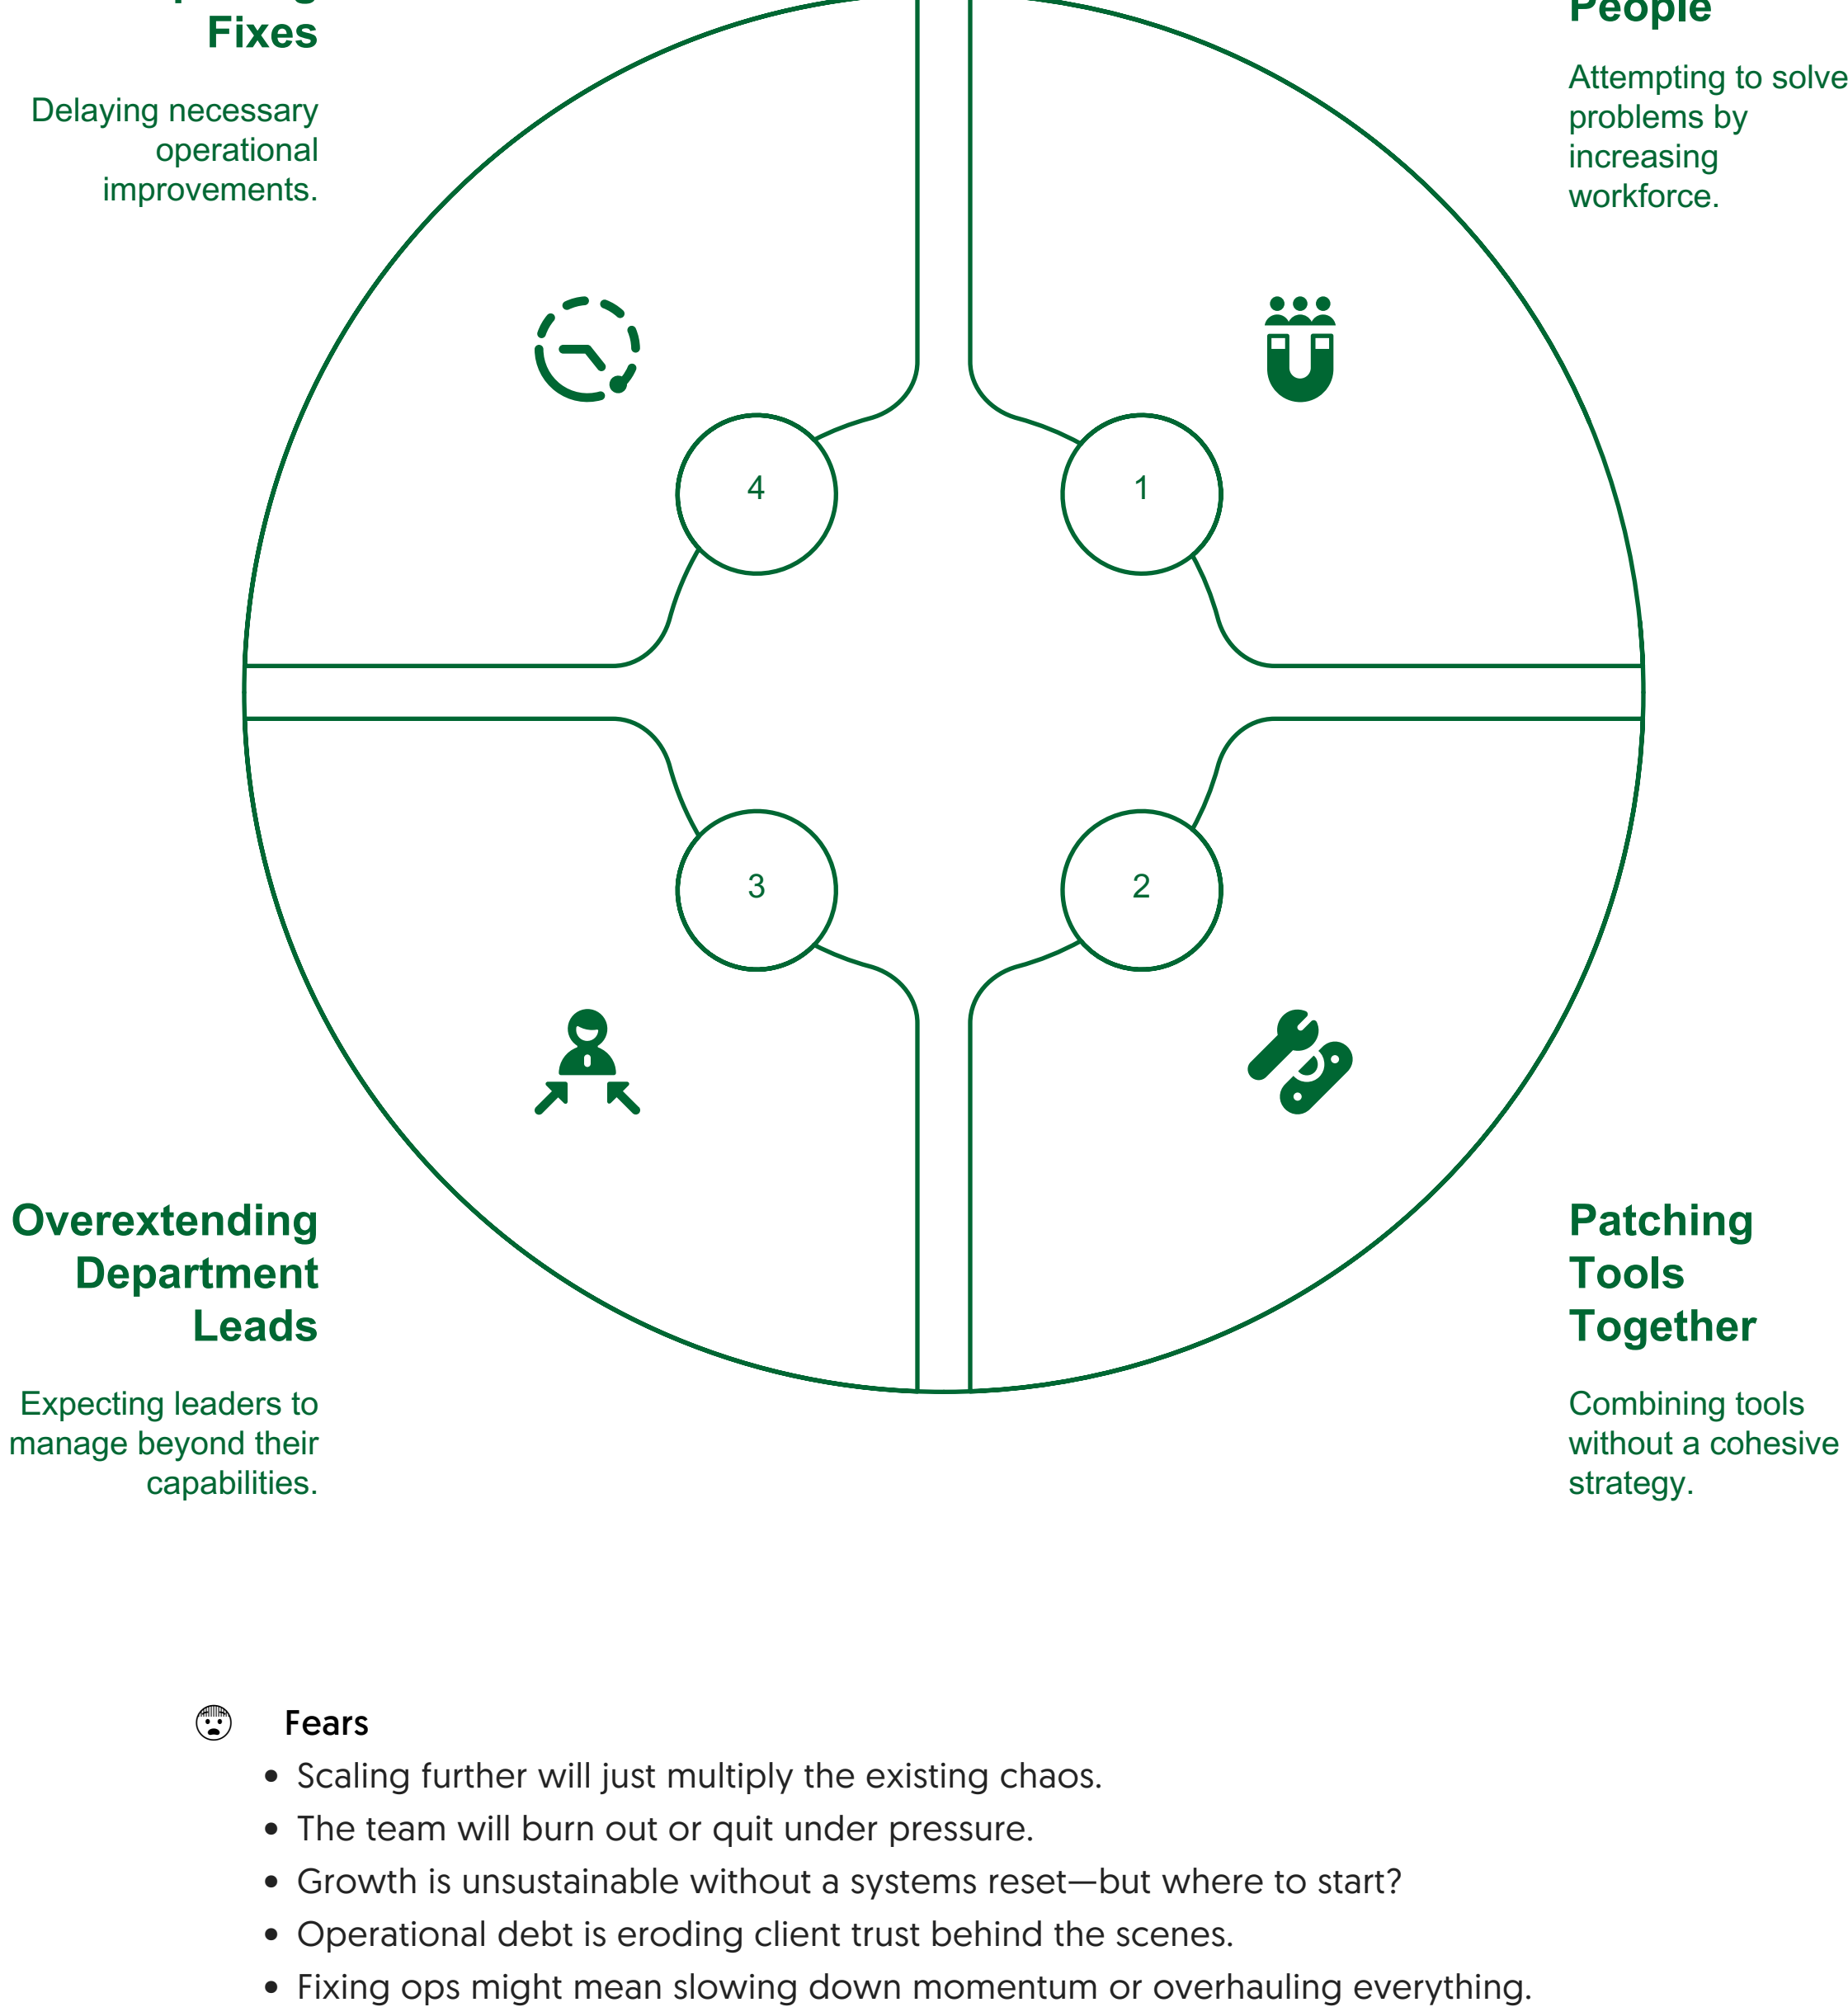 Fixes
Delaying necessary
operational
improvements.
People
Attempting to solve
problems by
increasing
workforce.
4
1
3
2
Overextending
Department
Leads
Expecting leaders to
manage beyond their
capabilities.
Patching
Tools
Together
Combining tools
without a cohesive
strategy.
Fears
• Scaling further will just multiply the existing chaos.
• The team will burn out or quit under pressure.
• Growth is unsustainable without a systems reset—but where to start?
• Operational debt is eroding client trust behind the scenes.
• Fixing ops might mean slowing down momentum or overhauling everything.